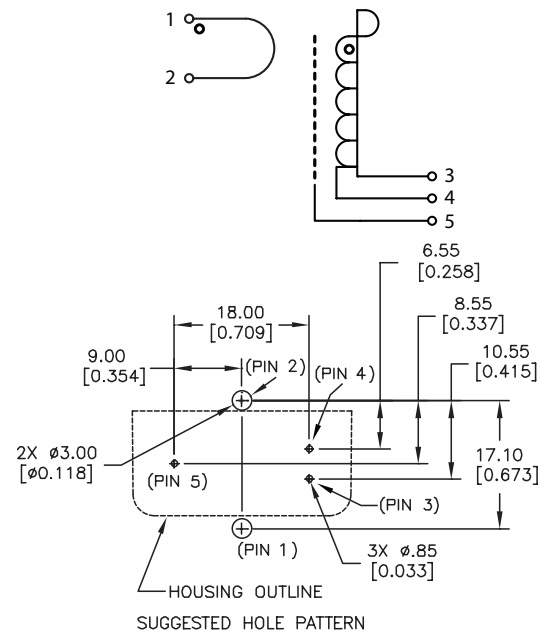 1
2
3
4
5
6.55
[0.258]
18.00
[0.709]
8.55
[0.337]
9.00
[0.354]
10.55
[0.415]
(PIN 2)
(PIN 4)
2X ø3.00
[ø0.118]
17.10
[0.673]
(PIN 5)
(PIN 3)
(PIN 1)
3X ø.85
[0.033]
HOUSING OUTLINE
SUGGESTED HOLE PATTERN